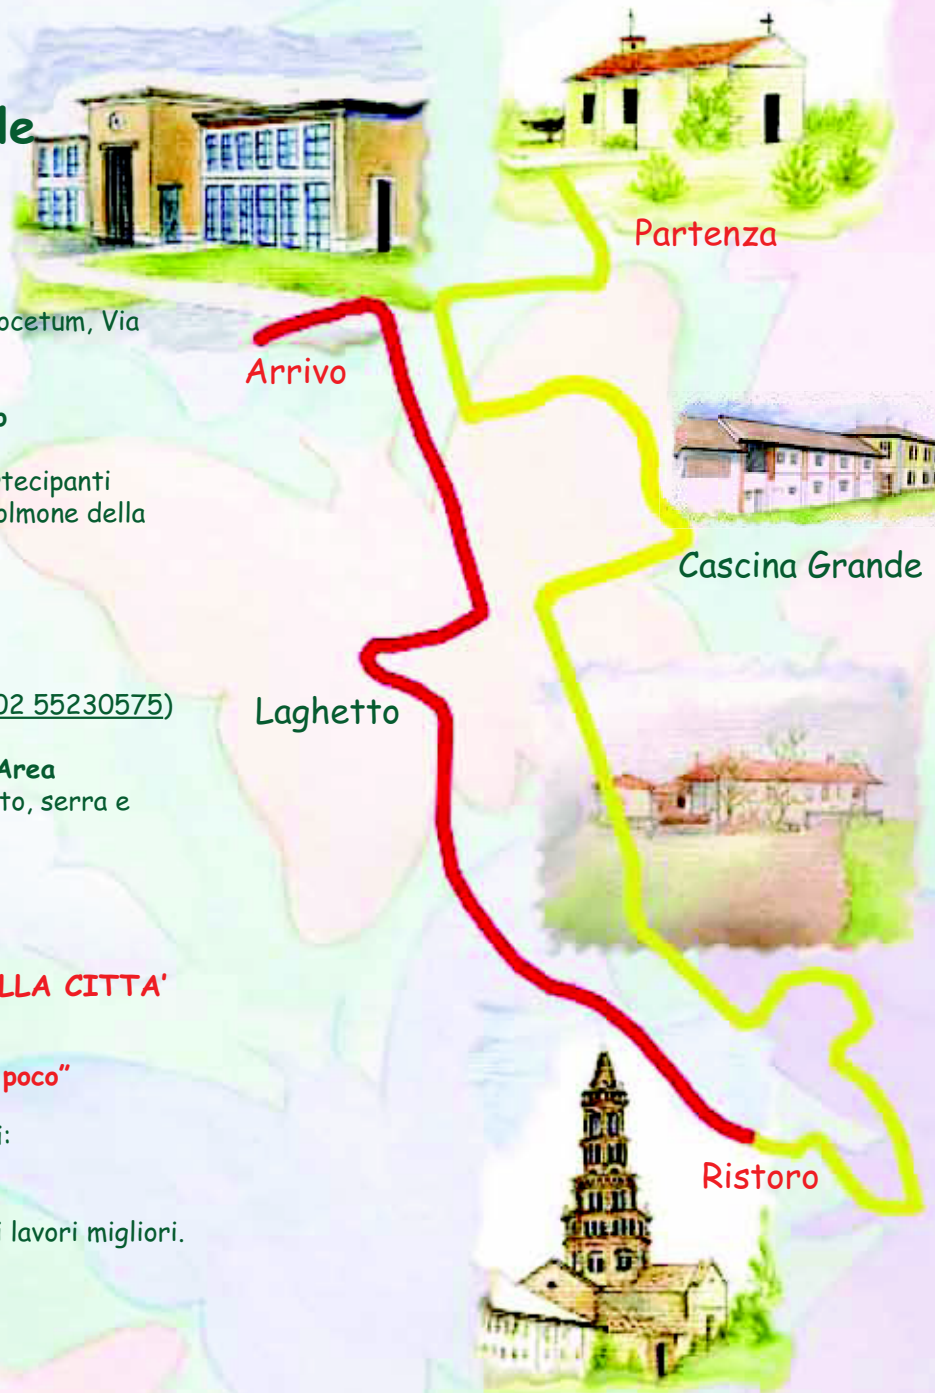 le
Partenza
ocetum, Via
Arrivo
o
tecipanti
olmone della
Cascina Grande
02 55230575)
Laghetto
Area
to, serra e
LLA CITTA'
poco”
i:
Ristoro
i lavori migliori.